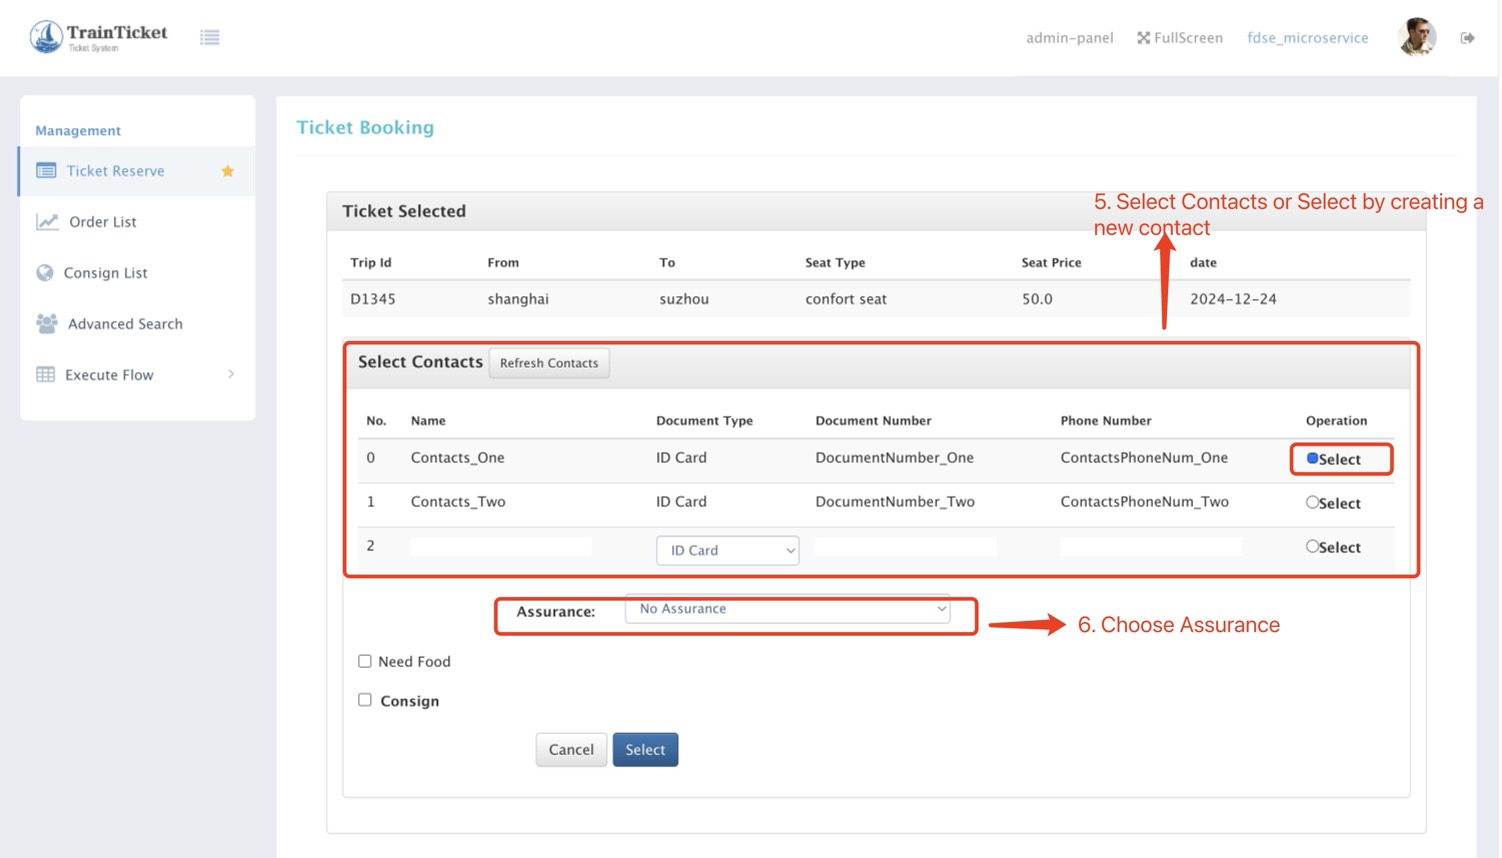 TrainTicket
Ticket System
admin-panel FullScreen fdse_microservice
Management
Ticket Reserve
Order List
Consign List
Advanced Search
Execute Flow
Ticket Booking
Ticket Selected
5. Select Contacts or Select by creating a
new contact
Trip Id From To Seat Type Seat Price date
D1345 shanghai suzhou confort seat 50.0 2024-12-24
Select Contacts Refresh Contacts
No. Name Document Type Document Number Phone Number Operation
0 Contacts_One ID Card DocumentNumber_One ContactsPhoneNum_One Select
1 Contacts_Two ID Card DocumentNumber_Two ContactsPhoneNum_Two Select
2 ID Card Select
Assurance: No Assurance
6. Choose Assurance
Need Food
Consign
Cancel Select